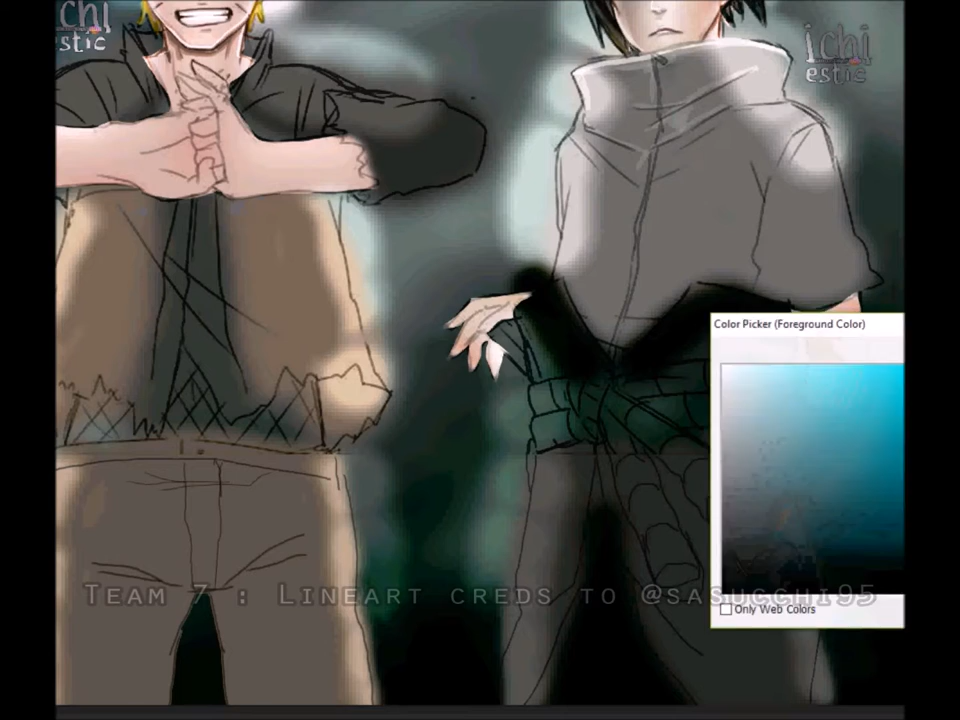 ichi
estic
ichi
estic
Color Picker (Foreground Color)
Team 7 : Lineart creds to @sasucchi95
Only Web Colors